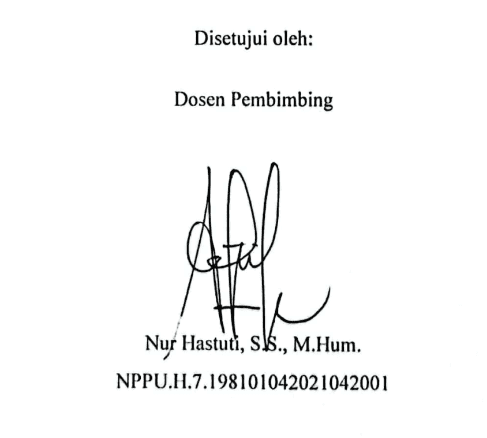 Disetujui oleh:
Dosen Pembimbing
Nur Hastuti, S.S., M.Hum.
NPPU.H.7.198101042021042001